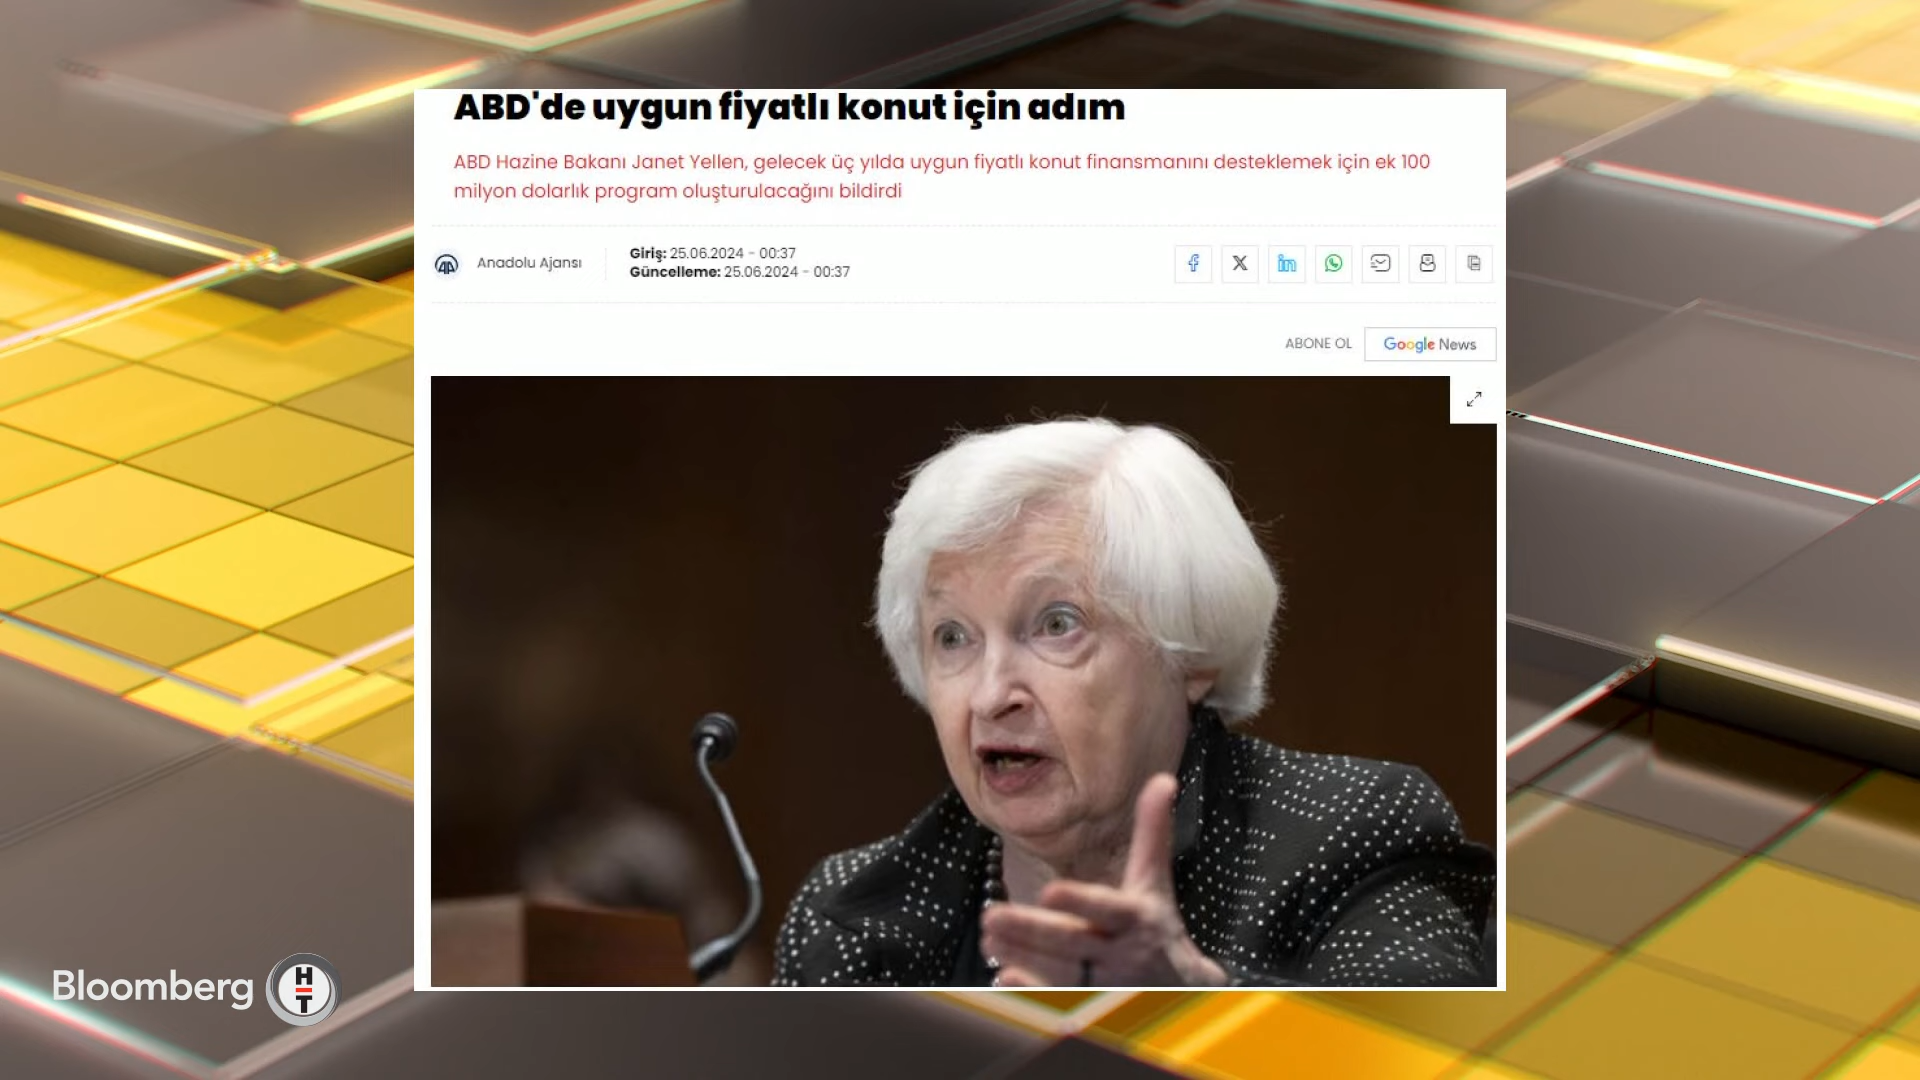 ABD'de uygun fiyatlı konut için adım
ABD Hazine Bakanı Janet Yellen, gelecek üç yılda uygun fiyatlı konut finansmanını desteklemek için ek 100
milyon dolarlık program oluşturulacağını bildirdi
AA Anadolu Ajansı
Giriş: 25.06.2024 - 00:37
Güncelleme: 25.06.2024 - 00:37
f X in
ABONE OL Google News
Bloomberg HT